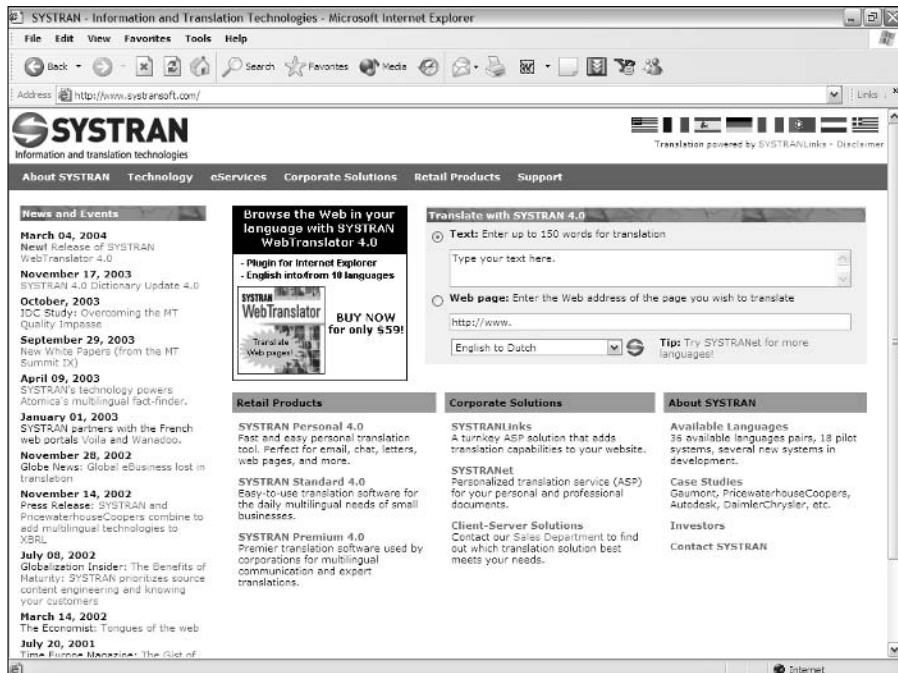 SYSTRAN - Information and Translation Technologies - Microsoft Internet Explorer
File Edit View Favorites Tools Help
Back Search Favorites Media
Address http://www.systransoft.com/ Links
SYSTRAN
Information and translation technologies
Translation powered by SYSTRANLinks - Disclaimer
About SYSTRAN Technology eServices Corporate Solutions Retail Products Support
News and Events
March 04, 2004
New! Release of SYSTRAN
WebTranslator 4.0
November 17, 2003
SYSTRAN 4.0 Dictionary Update 4.0
October, 2003
IDC Study: Overcoming the MT
Quality Impasse
September 29, 2003
New White Papers (from the MT
Summit IX)
April 09, 2003
SYSTRAN's technology powers
Atomica's multilingual fact-finder.
January 01, 2003
SYSTRAN partners with the French
web portals Voila and Wanadoo.
November 28, 2002
Globe News: Global eBusiness lost in
translation
November 14, 2002
Press Release: SYSTRAN and
PricewaterhouseCoopers combine to
add multilingual technologies to
XBRL
July 08, 2002
Globalization Insider: The Benefits of
Maturity: SYSTRAN prioritizes source
content engineering and knowing
your customers
March 14, 2002
The Economist: Tongues of the web
July 20, 2001
Time Europe Magazine: The Gist of
Browse the Web in your
language with SYSTRAN
WebTranslator 4.0
- Plugin for Internet Explorer
- English into/from 10 languages
SYSTRAN
WebTranslator
Translate
Web pages!
BUY NOW
for only $59!
Translate with SYSTRAN 4.0
Text: Enter up to 150 words for translation
Type your text here.
Web page: Enter the Web address of the page you wish to translate
http://www.
English to Dutch
Tip: Try SYSTRANet for more
languages!
Retail Products
SYSTRAN Personal 4.0
Fast and easy personal translation
tool. Perfect for email, chat, letters,
web pages, and more.
SYSTRAN Standard 4.0
Easy-to-use translation software for
the daily multilingual needs of small
businesses.
SYSTRAN Premium 4.0
Premier translation software used by
corporations for multilingual
communication and expert
translations.
Corporate Solutions
SYSTRANLinks
A turnkey ASP solution that adds
translation capabilities to your website.
SYSTRANet
Personalized translation service (ASP)
for your personal and professional
documents.
Client-Server Solutions
Contact our Sales Department to find
out which translation solution best
meets your needs.
About SYSTRAN
Available Languages
36 available languages pairs, 18 pilot
systems, several new systems in
development.
Case Studies
Gaumont, PricewaterhouseCoopers,
Autodesk, DaimlerChrysler, etc.
Investors
Contact SYSTRAN
Internet